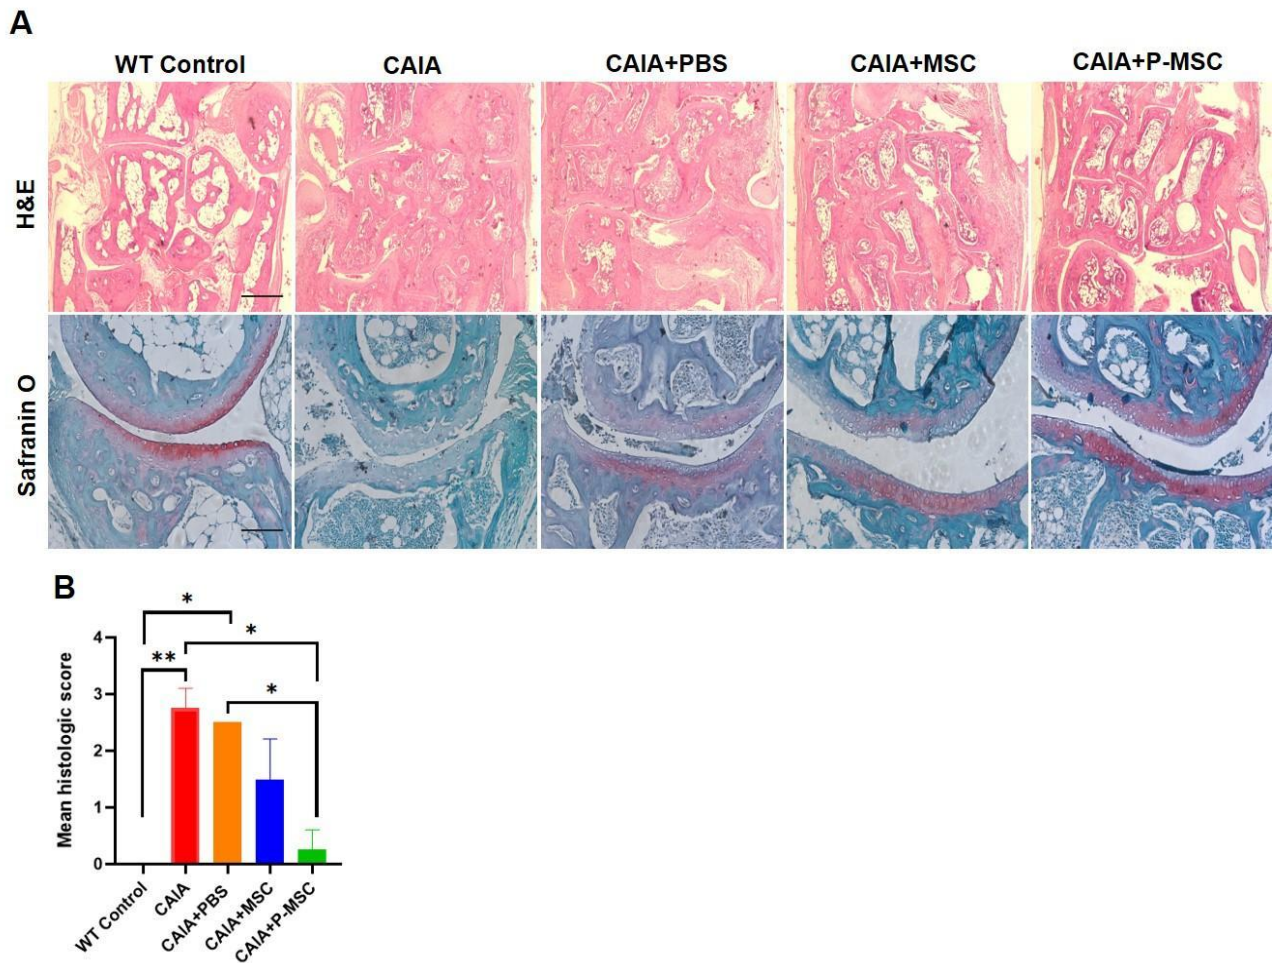 A
WT Control CAIA CAIA+PBS CAIA+MSC CAIA+P-MSC
H&E
Safranin O
B
Mean histologic score
4
3
2
1
0
*
*
**
*
WT Control
CAIA
CAIA+PBS
CAIA+MSC
CAIA+P-MSC